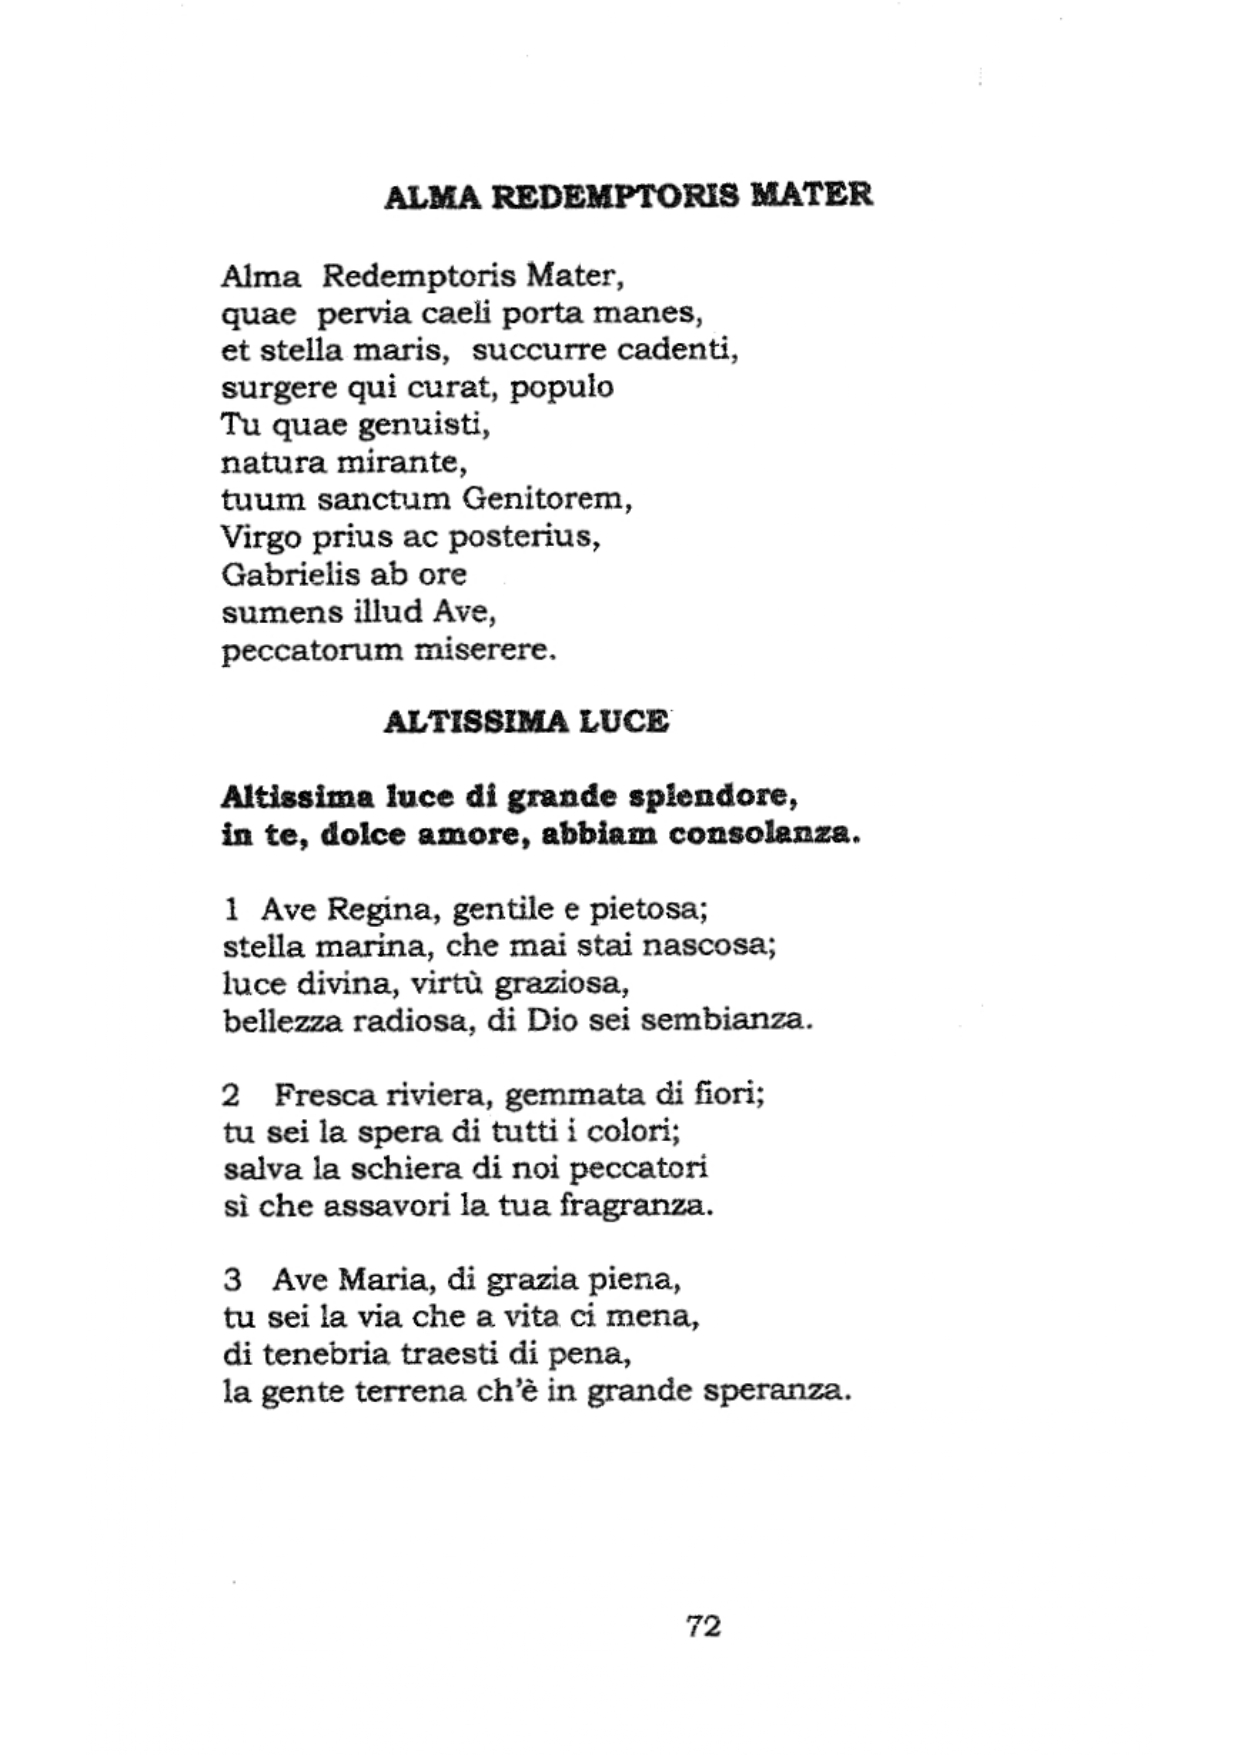 ALMA REDEMPTORIS MATER
Alma Redemptoris Mater,
quae pervia caeli porta manes,
et stella maris, succurre cadenti,
surgere qui curat, populo
Tu quae genuisti,
natura mirante,
tuum sanctum Genitorem,
Virgo prius ac posterius,
Gabrielis ab ore
sumens illud Ave,
peccatorum miserere.
ALTISSIMA LUCE
Altissima luce di grande splendore,
in te, dolce amore, abbiam consolanza.
1 Ave Regina, gentile e pietosa;
stella marina, che mai stai nascosa;
luce divina, virtù graziosa,
bellezza radiosa, di Dio sei sembianza.
2 Fresca riviera, gemmata di fiori;
tu sei la spera di tutti i colori;
salva la schiera di noi peccatori
sì che assavori la tua fragranza.
3 Ave Maria, di grazia piena,
tu sei la via che a vita ci mena,
di tenebria traesti di pena,
la gente terrena ch'è in grande speranza.
72